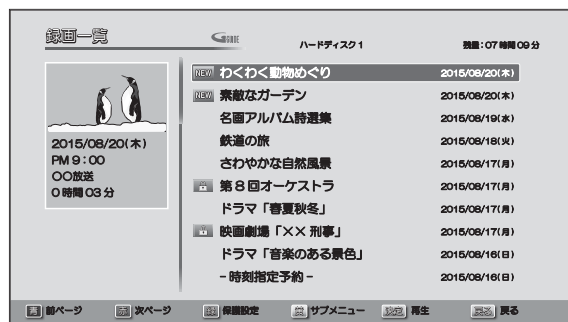 録画一覧
G GUIDE
ハードディスク1
残量:07時間09分
2015/08/20(木)
PM 9:00
○○放送
0時間03分
NEW わくわく動物めぐり 2015/08/20(木)
NEW 素敵なガーデン 2015/08/20(木)
名画アルバム詩選集 2015/08/19(水)
鉄道の旅 2015/08/18(火)
さわやかな自然風景 2015/08/17(月)
第8回オーケストラ 2015/08/17(月)
ドラマ「春夏秋冬」 2015/08/17(月)
映画劇場「×× 刑事」 2015/08/17(月)
ドラマ「音楽のある景色」 2015/08/16(日)
-時刻指定予約- 2015/08/16(日)
青 前ページ 赤 次ページ 緑 保護設定 黄 サブメニュー 決定 再生 戻る 戻る